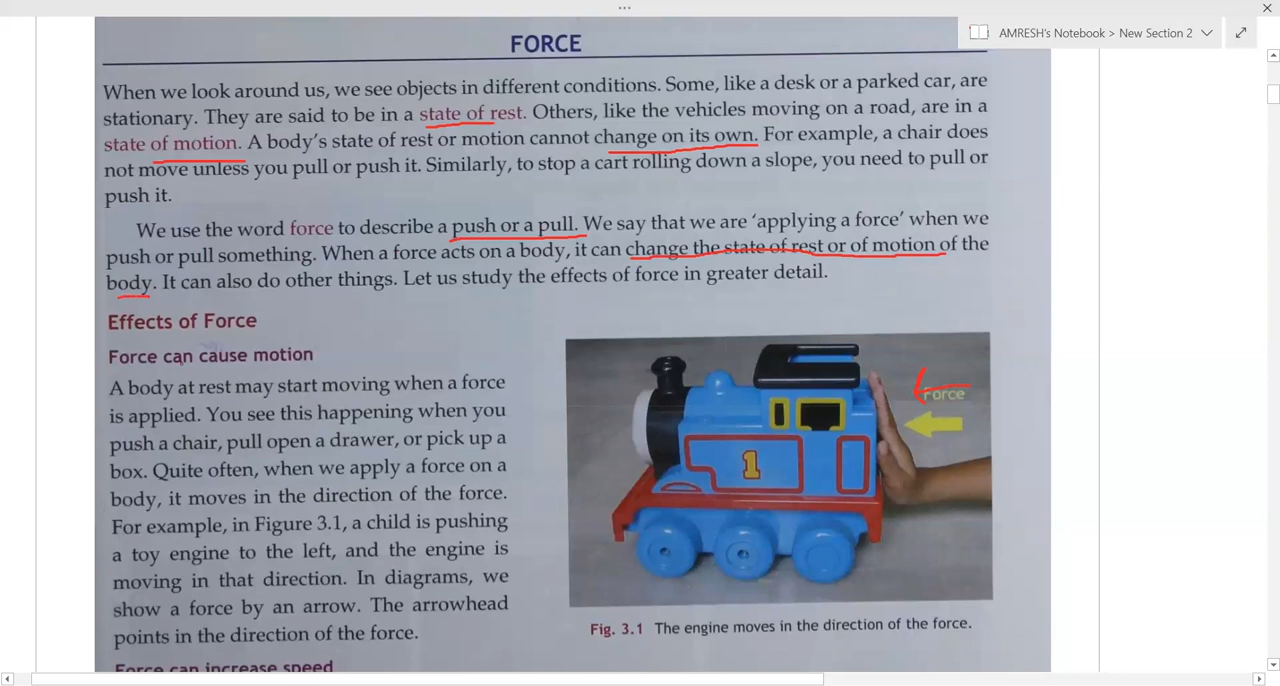 AMRESH's Notebook > New Section 2
FORCE
When we look around us, we see objects in different conditions. Some, like a desk or a parked car, are
stationary. They are said to be in a state of rest. Others, like the vehicles moving on a road, are in a
state of motion. A body's state of rest or motion cannot change on its own. For example, a chair does
not move unless you pull or push it. Similarly, to stop a cart rolling down a slope, you need to pull or
push it.
We use the word force to describe a push or a pull. We say that we are 'applying a force' when we
push or pull something. When a force acts on a body, it can change the state of rest or of motion of the
body. It can also do other things. Let us study the effects of force in greater detail.
Effects of Force
Force can cause motion
A body at rest may start moving when a force
is applied. You see this happening when you
push a chair, pull open a drawer, or pick up a
box. Quite often, when we apply a force on a
body, it moves in the direction of the force.
For example, in Figure 3.1, a child is pushing
a toy engine to the left, and the engine is
moving in that direction. In diagrams, we
show a force by an arrow. The arrowhead
points in the direction of the force.
Force can increase speed
Force
1
Fig. 3.1 The engine moves in the direction of the force.